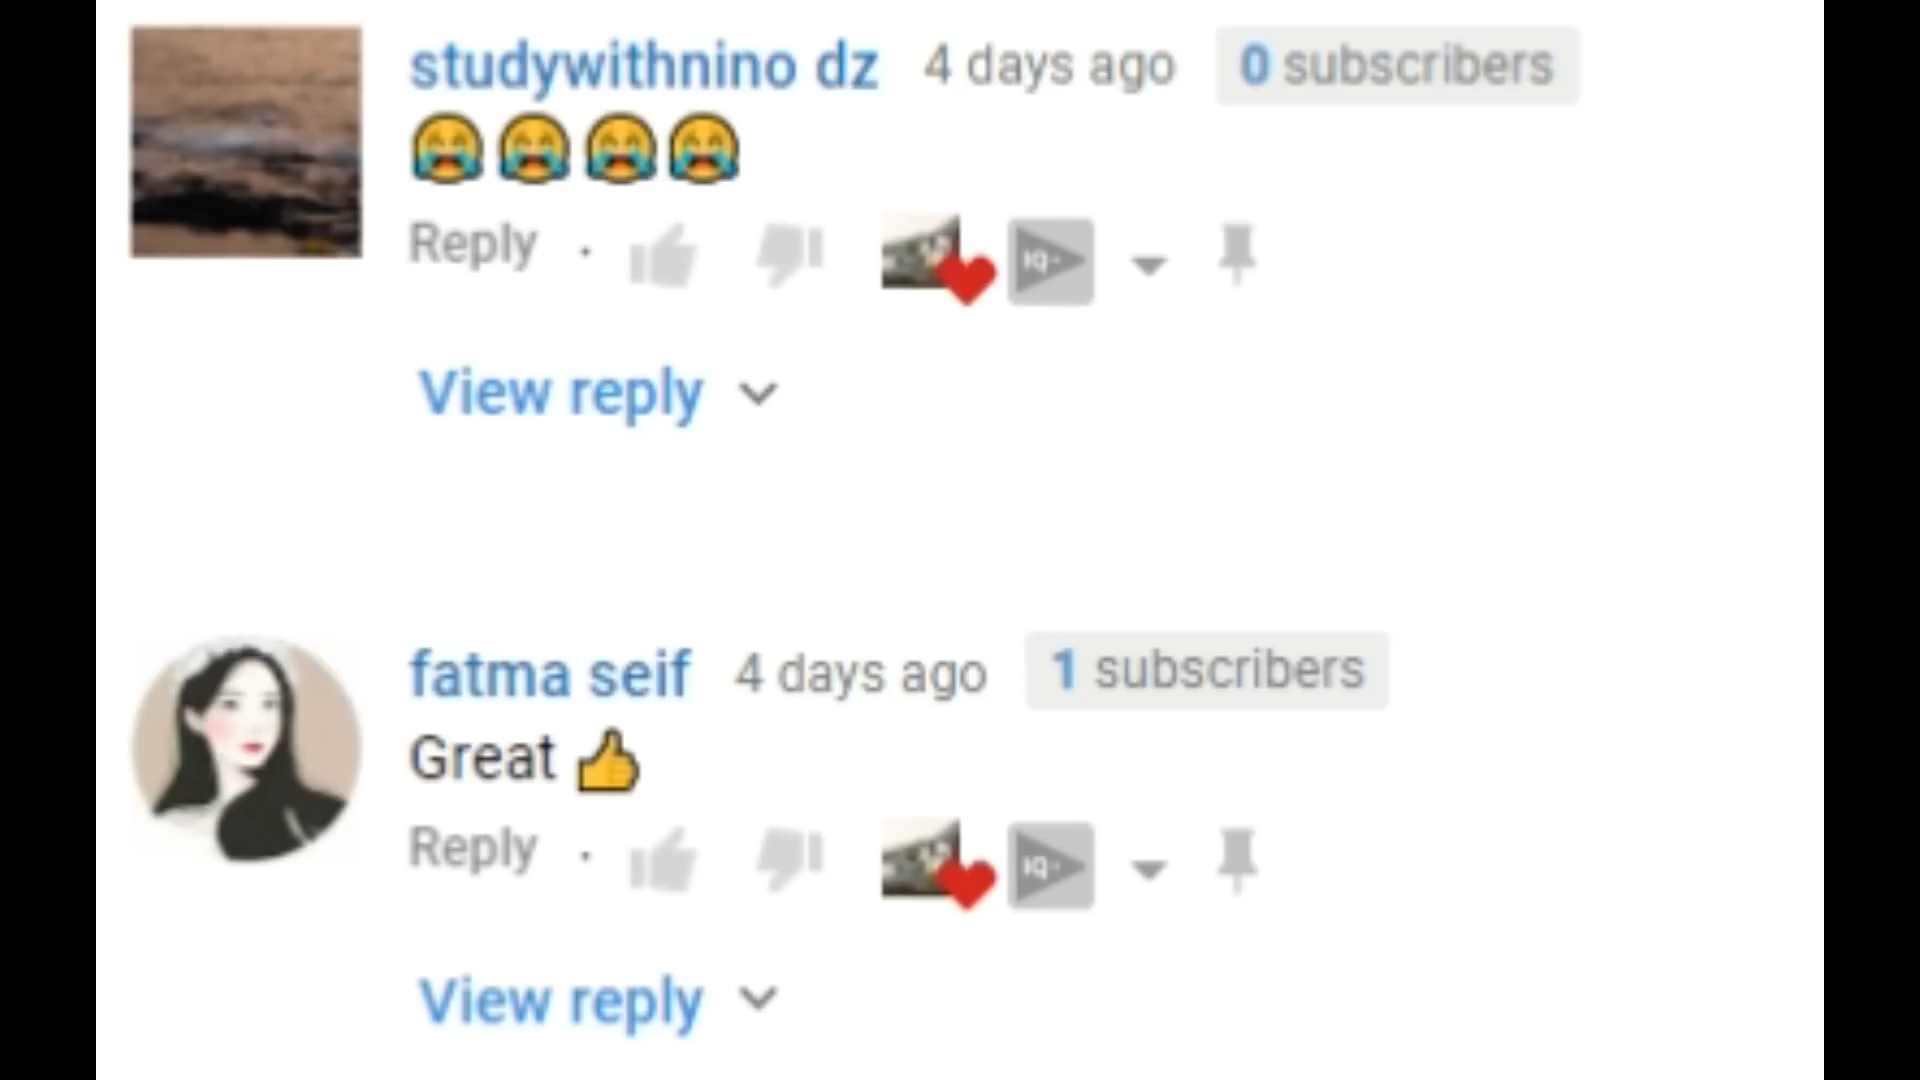 studywithnino dz 4 days ago 0 subscribers
😂😂😂😂
Reply ·
View reply
fatma seif 4 days ago 1 subscribers
Great 👍
Reply ·
View reply